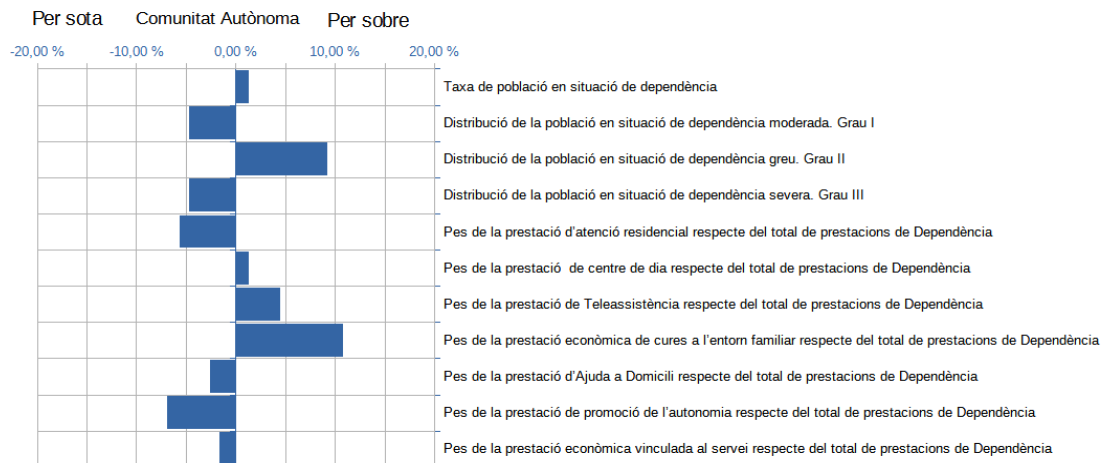 Per sota Comunitat Autònoma Per sobre
-20,00 % -10,00 % 0,00 % 10,00 % 20,00 %
Taxa de població en situació de dependència
Distribució de la població en situació de dependència moderada. Grau I
Distribució de la població en situació de dependència greu. Grau II
Distribució de la població en situació de dependència severa. Grau III
Pes de la prestació d’atenció residencial respecte del total de prestacions de Dependència
Pes de la prestació  de centre de dia respecte del total de prestacions de Dependència
Pes de la prestació de Teleassistència respecte del total de prestacions de Dependència
Pes de la prestació econòmica de cures a l’entorn familiar respecte del total de prestacions de Dependència
Pes de la prestació d’Ajuda a Domicili respecte del total de prestacions de Dependència
Pes de la prestació de promoció de l’autonomia respecte del total de prestacions de Dependència
Pes de la prestació econòmica vinculada al servei respecte del total de prestacions de Dependència